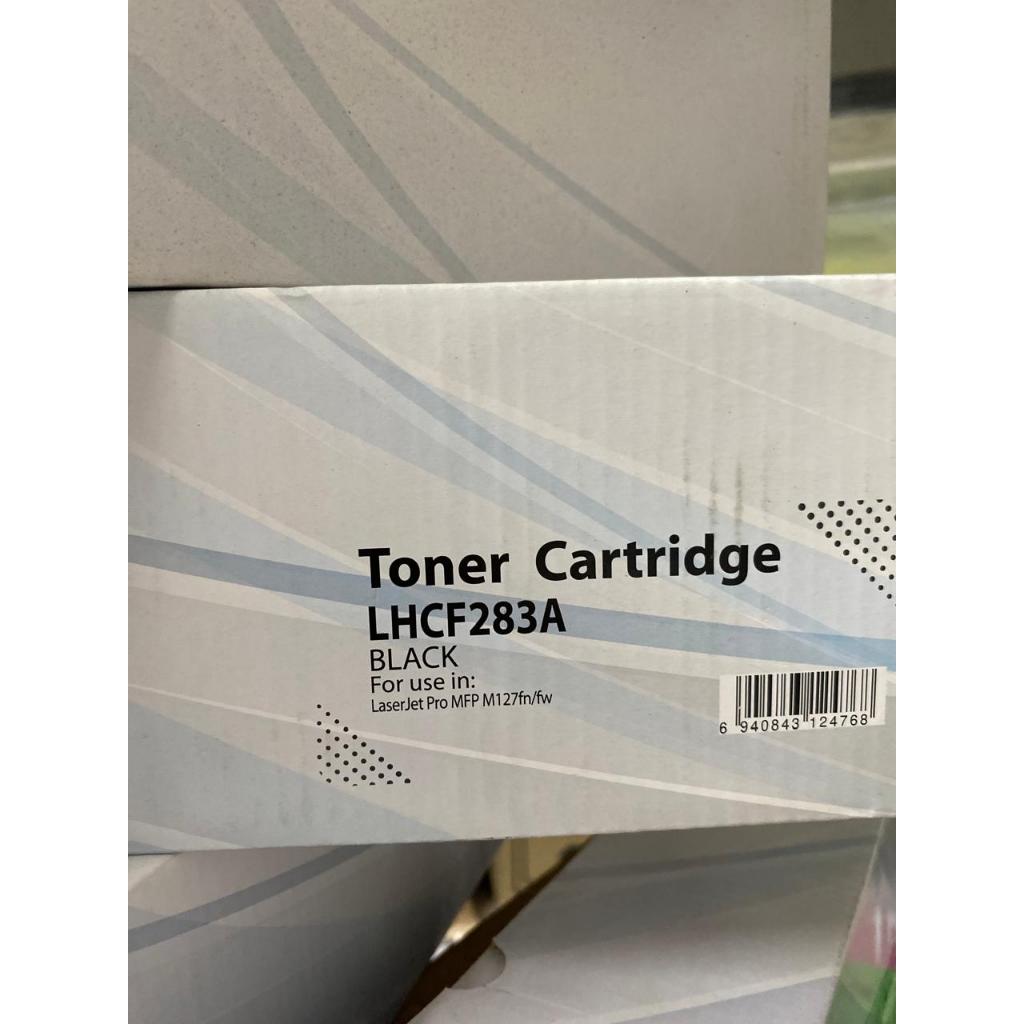 Toner Cartridge
LHCF283A
BLACK
For use in:
LaserJet Pro MFP M127fn/fw
6 940843 124768